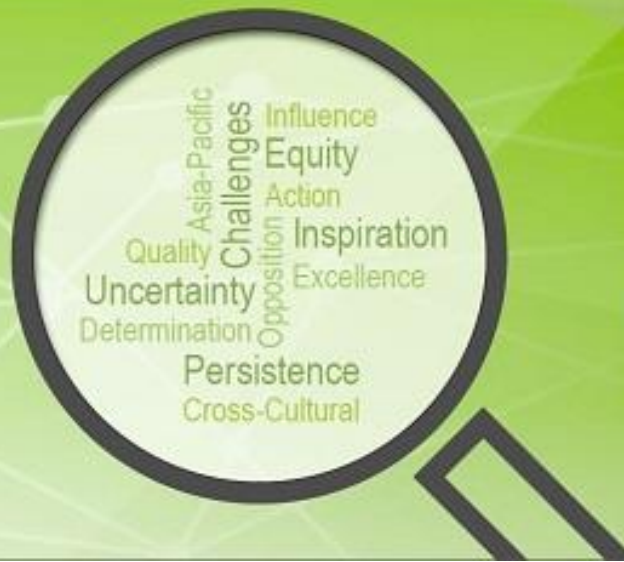 Asia-Pacific
Challenges
Influence
Equity
Action
Opposition
Inspiration
Quality
Excellence
Uncertainty
Determination
Persistence
Cross-Cultural